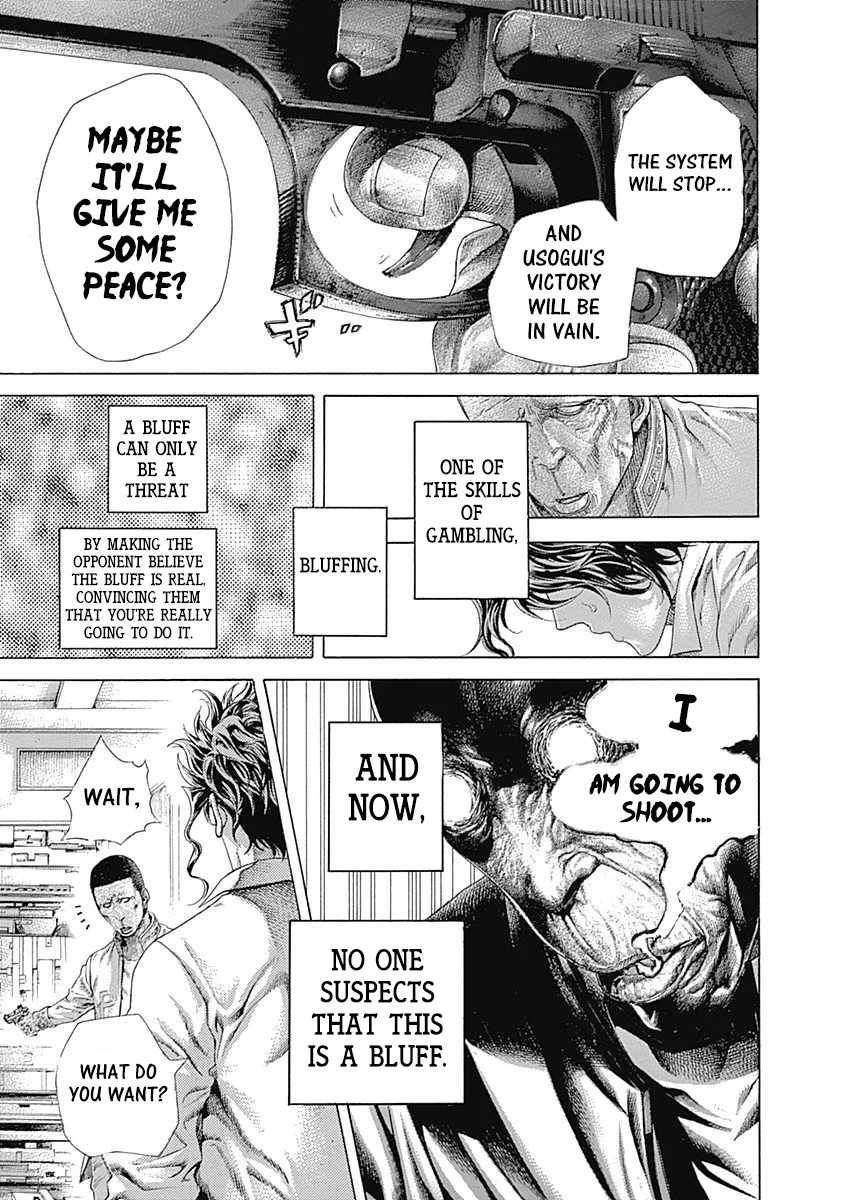 THE SYSTEM
WILL STOP...
AND
USOGUI'S
VICTORY
WILL BE
IN VAIN.
MAYBE
IT'LL
GIVE ME
SOME
PEACE?
ギ
ONE OF
THE SKILLS
OF
GAMBLING,
BLUFFING.
A BLUFF
CAN ONLY
BE A
THREAT
BY MAKING THE
OPPONENT BELIEVE
THE BLUFF IS REAL,
CONVINCING THEM
THAT YOU'RE REALLY
GOING TO DO IT.
I
AM GOING TO
SHOOT...
AND
NOW,
NO ONE
SUSPECTS
THAT THIS
IS A BLUFF.
WAIT,
WHAT DO
YOU WANT?